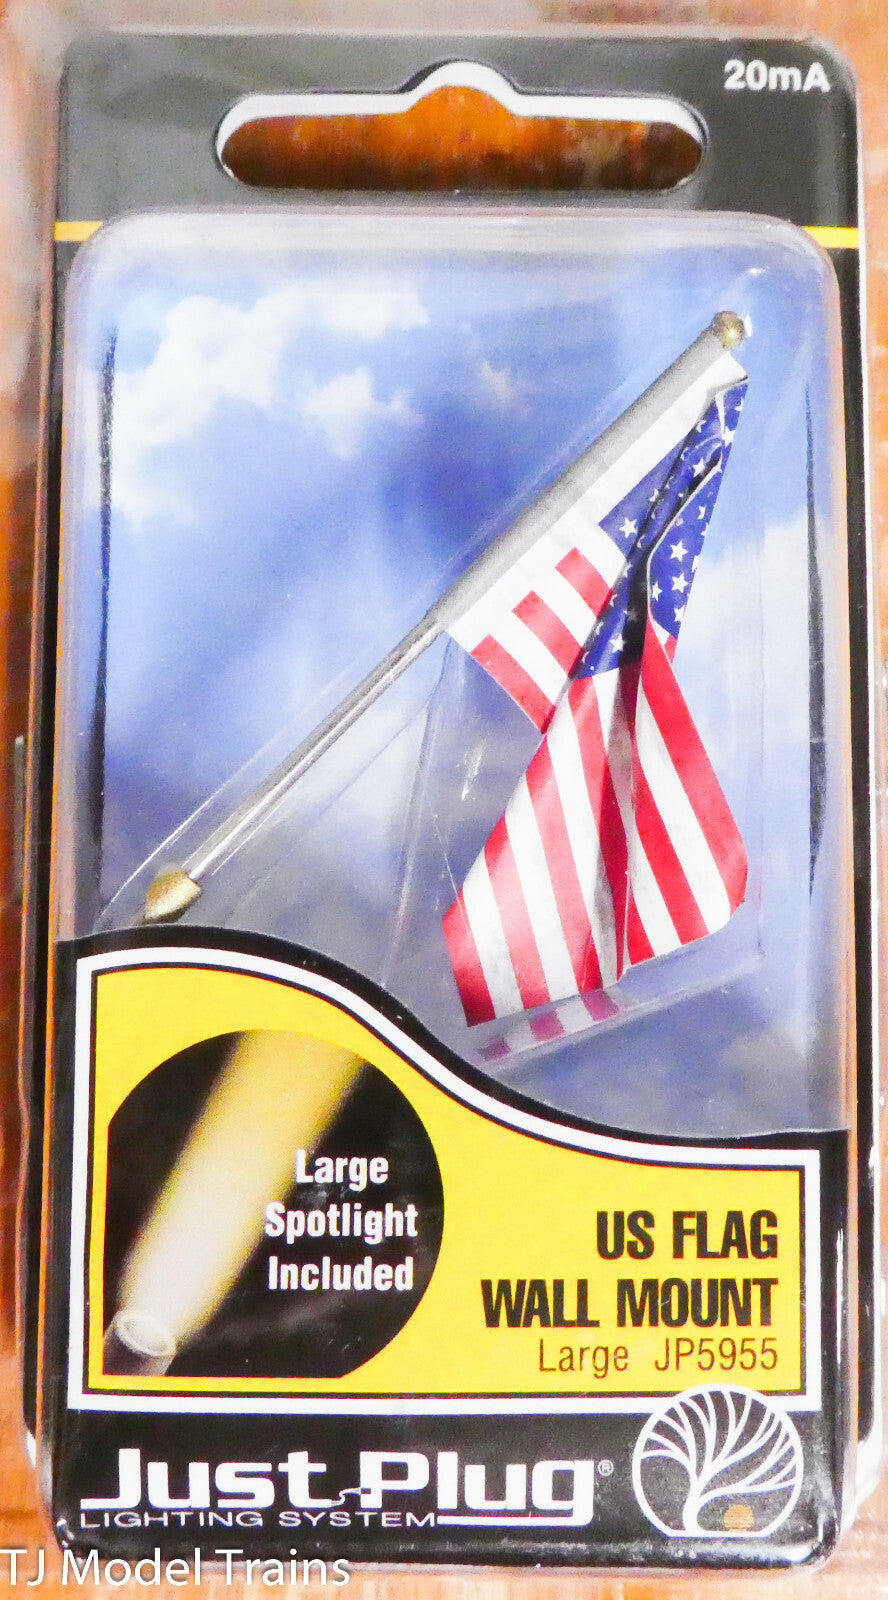 20mA
Large
Spotlight
Included
US FLAG
WALL MOUNT
Large JP5955
Just Plug®
LIGHTING SYSTEM
TJ Model Trains